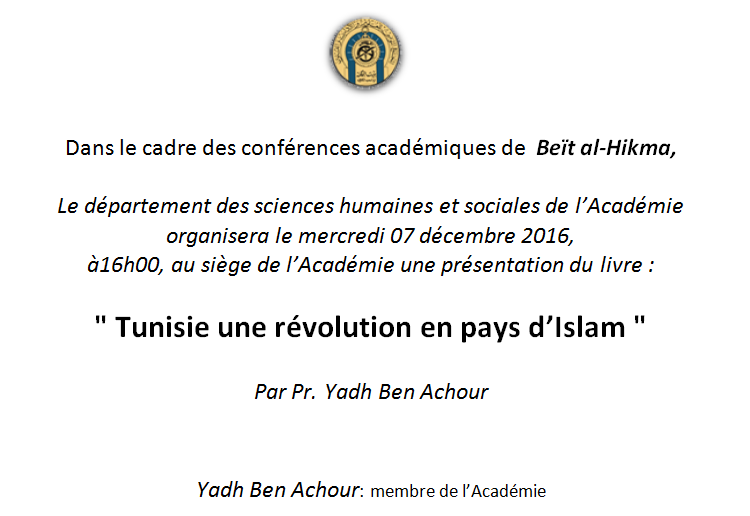 Dans le cadre des conférences académiques de Beït al-Hikma,
Le département des sciences humaines et sociales de l’Académie
organisera le mercredi 07 décembre 2016,
à16h00, au siège de l’Académie une présentation du livre :
" Tunisie une révolution en pays d’Islam "
Par Pr. Yadh Ben Achour
Yadh Ben Achour: membre de l’Académie